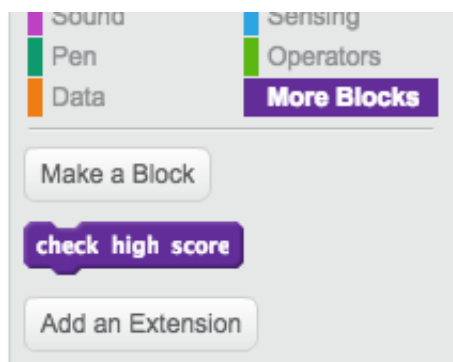 Sound Sensing
Pen Operators
Data More Blocks
Make a Block
check high score
Add an Extension